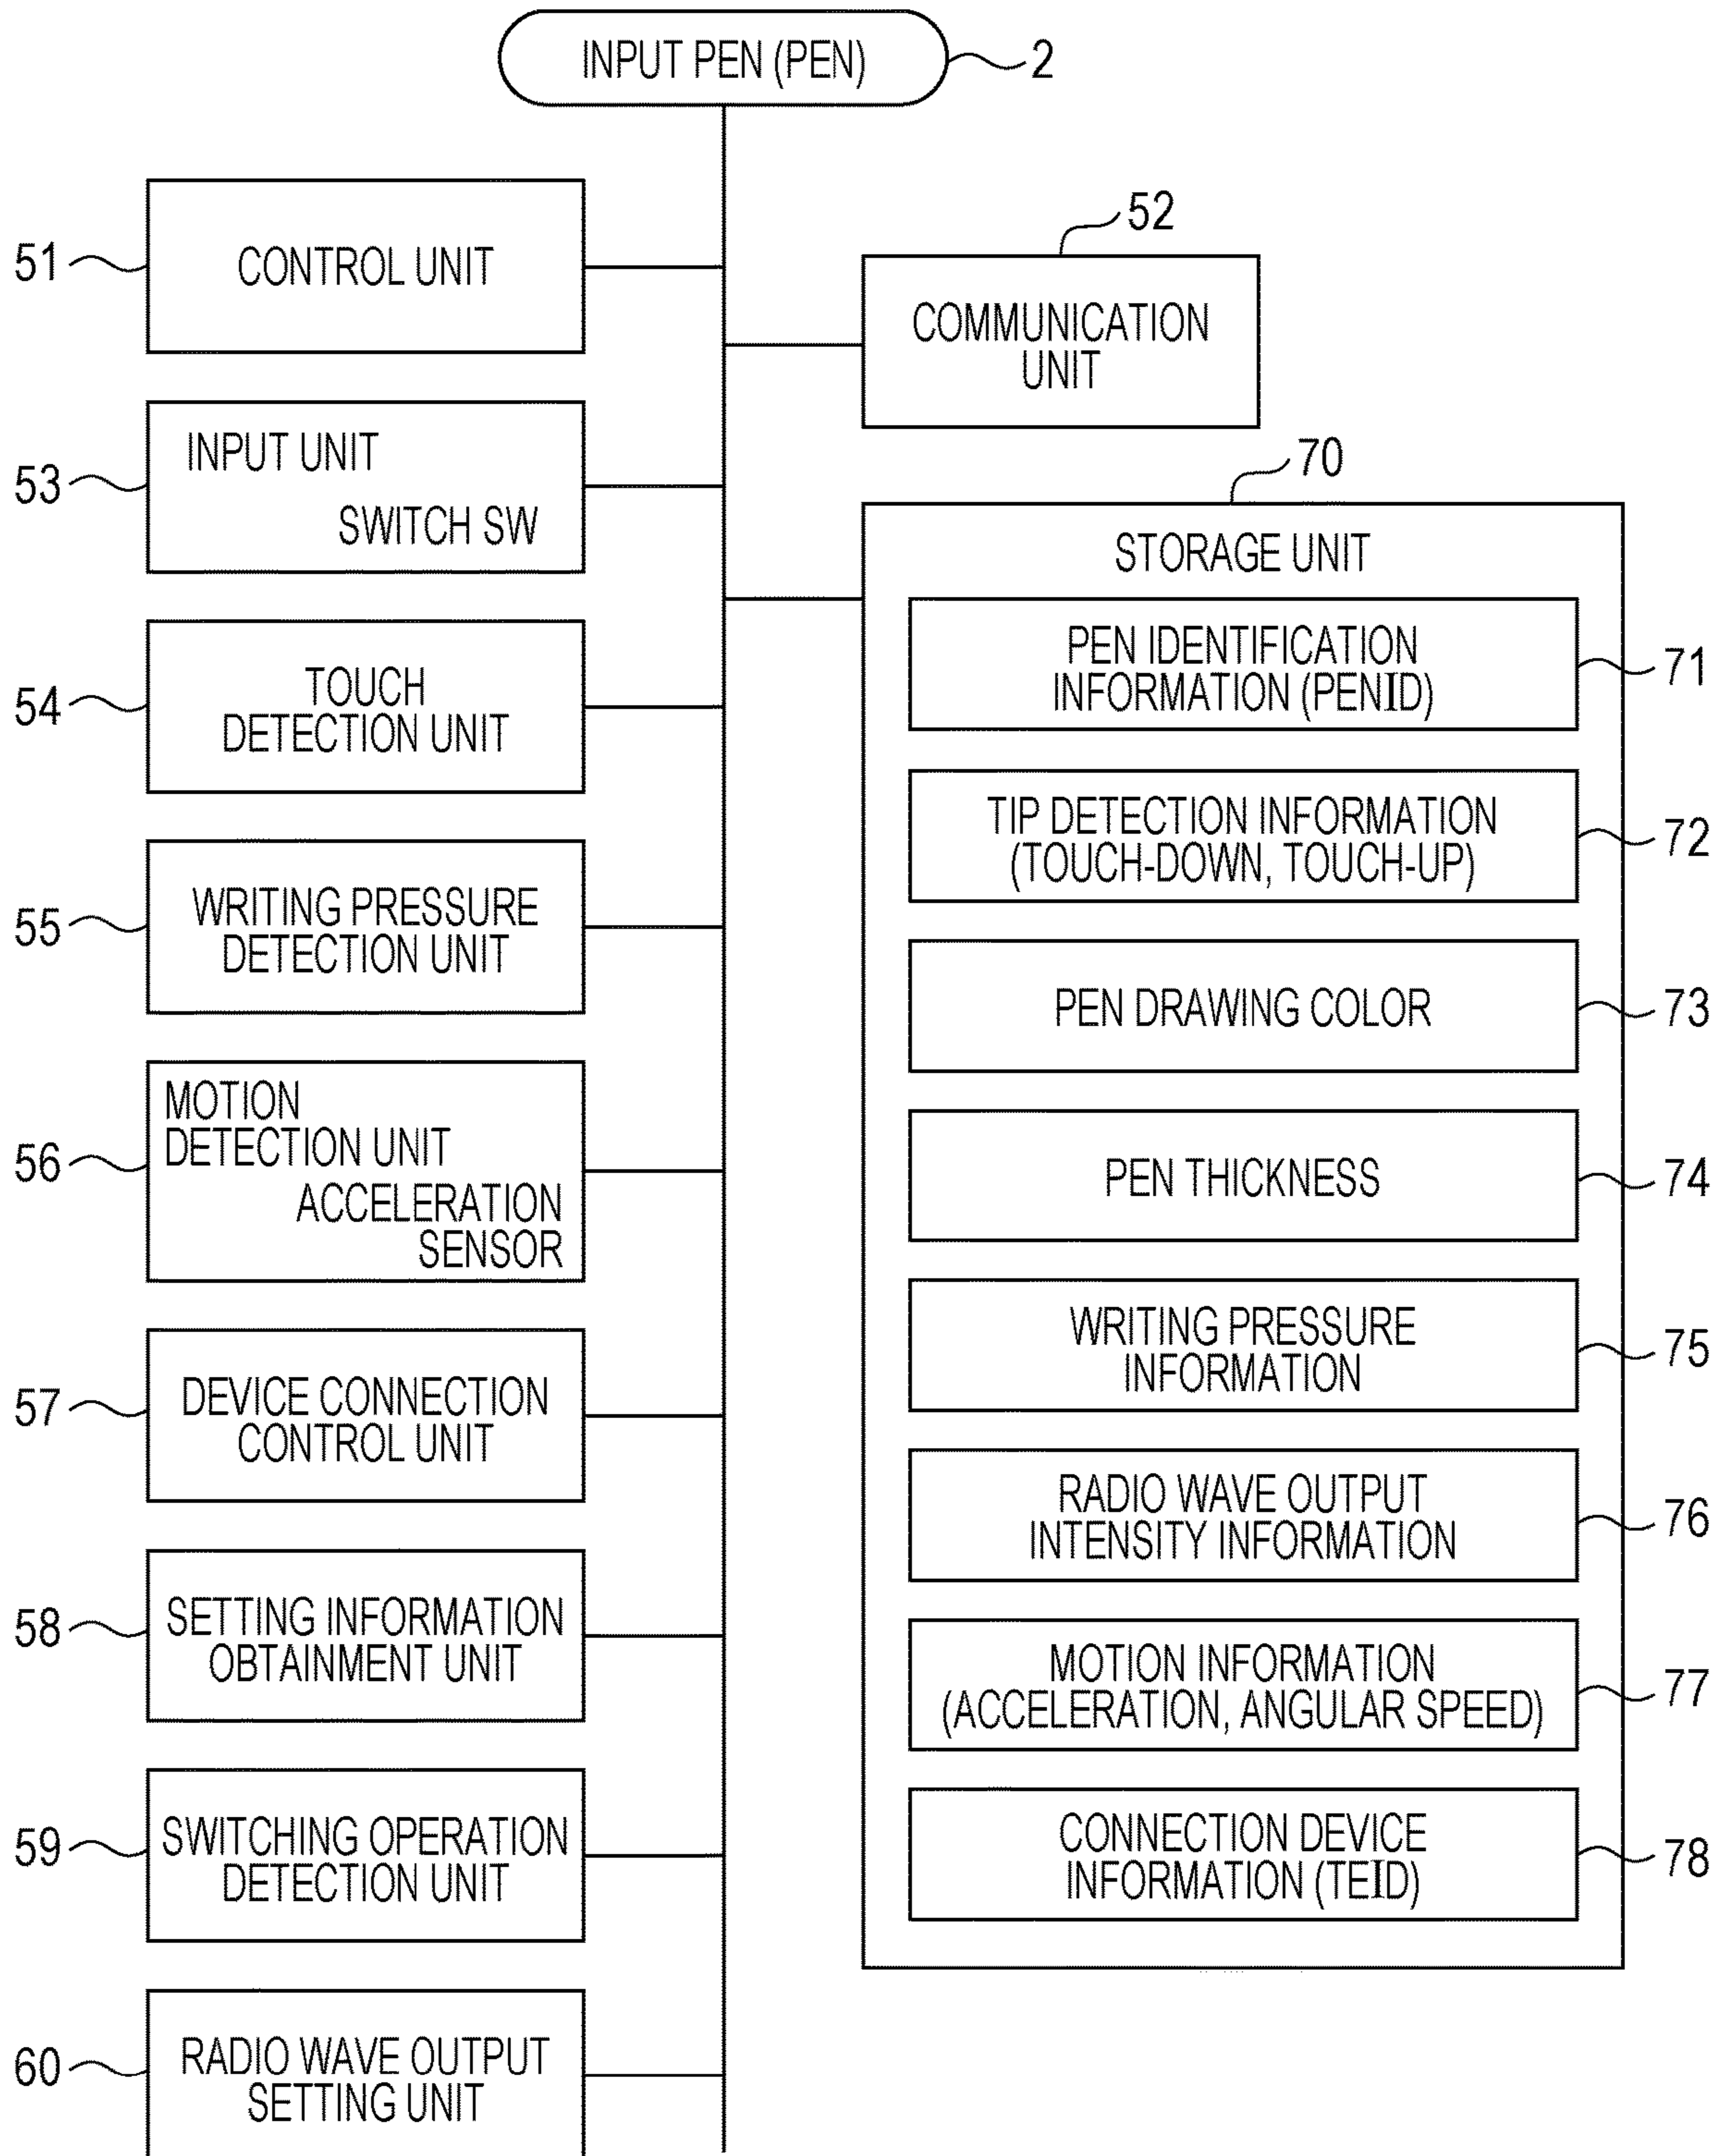 INPUT PEN (PEN)
2
51
CONTROL UNIT
52
COMMUNICATION
UNIT
53
INPUT UNIT
SWITCH SW
54
TOUCH
DETECTION UNIT
55
WRITING PRESSURE
DETECTION UNIT
56
MOTION
DETECTION UNIT
ACCELERATION
SENSOR
57
DEVICE CONNECTION
CONTROL UNIT
58
SETTING INFORMATION
OBTAINMENT UNIT
59
SWITCHING OPERATION
DETECTION UNIT
60
RADIO WAVE OUTPUT
SETTING UNIT
70
STORAGE UNIT
PEN IDENTIFICATION
INFORMATION (PENID)
71
TIP DETECTION INFORMATION
(TOUCH-DOWN, TOUCH-UP)
72
PEN DRAWING COLOR
73
PEN THICKNESS
74
WRITING PRESSURE
INFORMATION
75
RADIO WAVE OUTPUT
INTENSITY INFORMATION
76
MOTION INFORMATION
(ACCELERATION, ANGULAR SPEED)
77
CONNECTION DEVICE
INFORMATION (TEID)
78